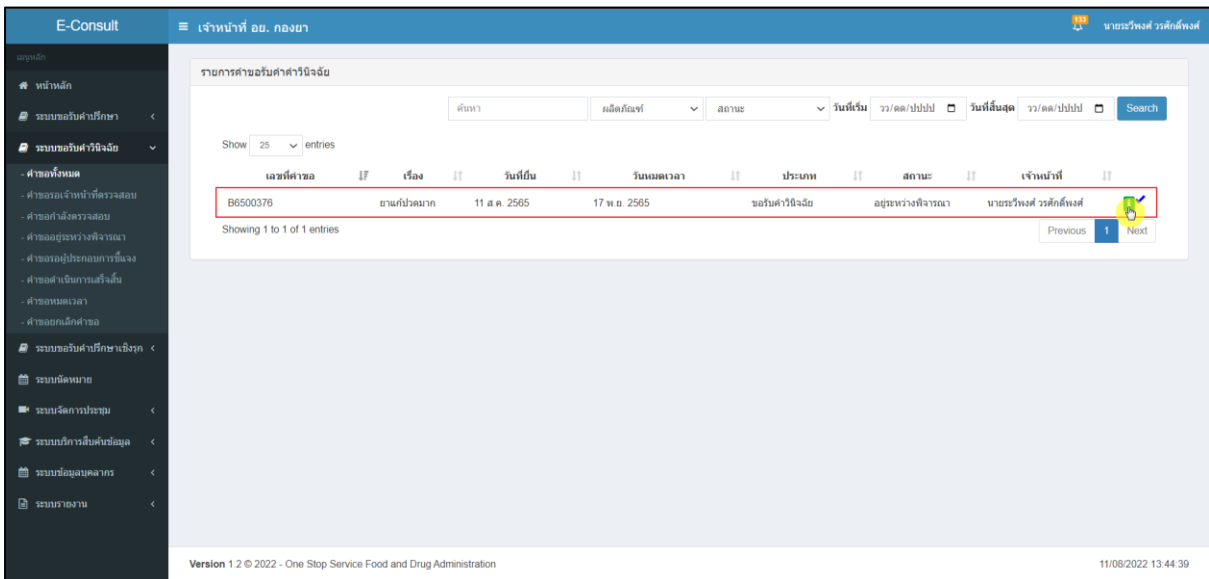 E-Consult
เจ้าหน้าที่ อย. กองยา
133
นายระวีพงศ์ วรศักดิ์พงศ์
เมนูหลัก
หน้าหลัก
ระบบขอรับคำปรึกษา
ระบบขอรับคำวินิจฉัย
- คำขอทั้งหมด
- คำขอรอเจ้าหน้าที่ตรวจสอบ
- คำขอกำลังตรวจสอบ
- คำขออยู่ระหว่างพิจารณา
- คำขอรอผู้ประกอบการชี้แจง
- คำขอดำเนินการเสร็จสิ้น
- คำขอหมดเวลา
- คำขอยกเลิกคำขอ
ระบบขอรับคำปรึกษาเชิงรุก
ระบบนัดหมาย
ระบบจัดการประชุม
ระบบบริการสืบค้นข้อมูล
ระบบข้อมูลบุคลากร
ระบบรายงาน
รายการคำขอรับคำคำวินิจฉัย
ค้นหา ผลิตภัณฑ์ สถานะ วันที่เริ่ม วว/ดด/ปปปป วันที่สิ้นสุด วว/ดด/ปปปป Search
Show 25 entries
เลขที่คำขอ เรื่อง วันที่ยื่น วันหมดเวลา ประเภท สถานะ เจ้าหน้าที่
B6500376 ยาแก้ปวดมาก 11 ส.ค. 2565 17 พ.ย. 2565 ขอรับคำวินิจฉัย อยู่ระหว่างพิจารณา นายระวีพงศ์ วรศักดิ์พงศ์
Showing 1 to 1 of 1 entries
Previous 1 Next
Version 1.2 © 2022 - One Stop Service Food and Drug Administration
11/08/2022 13:44:39